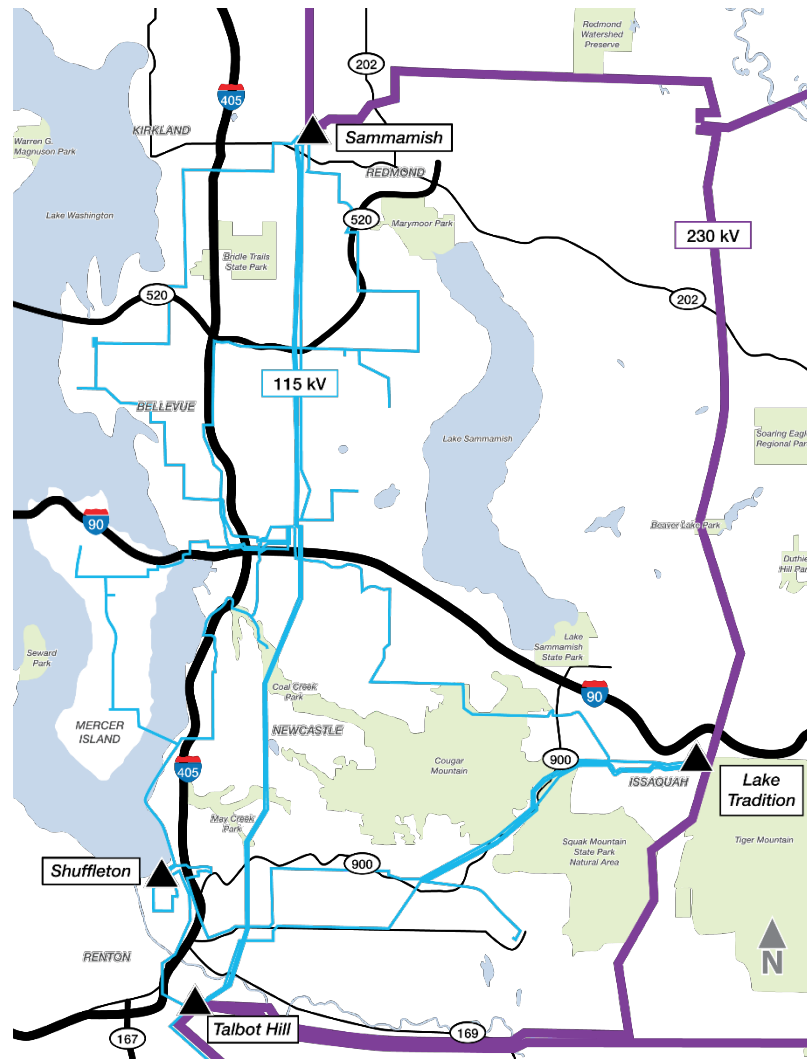 Redmond
Watershed
Preserve
202
405
KIRKLAND
Sammamish
Warren G.
Magnuson Park
REDMOND
Lake Washington
520
Marymoor Park
230 kV
Bridle Trails
State Park
520
202
115 kV
BELLEVUE
Lake Sammamish
Soaring Eagle
Regional Park
90
Beaver Lake Park
Duthie
Hill Park
Seward
Park
Lake
Sammamish
State Park
Coal Creek
Park
90
MERCER
ISLAND
NEWCASTLE
405
Cougar
Mountain
900
ISSAQUAH
Lake
Tradition
May Creek
Park
Squak Mountain
State Park
Natural Area
Tiger Mountain
Shuffleton
900
N
RENTON
Talbot Hill
167
169